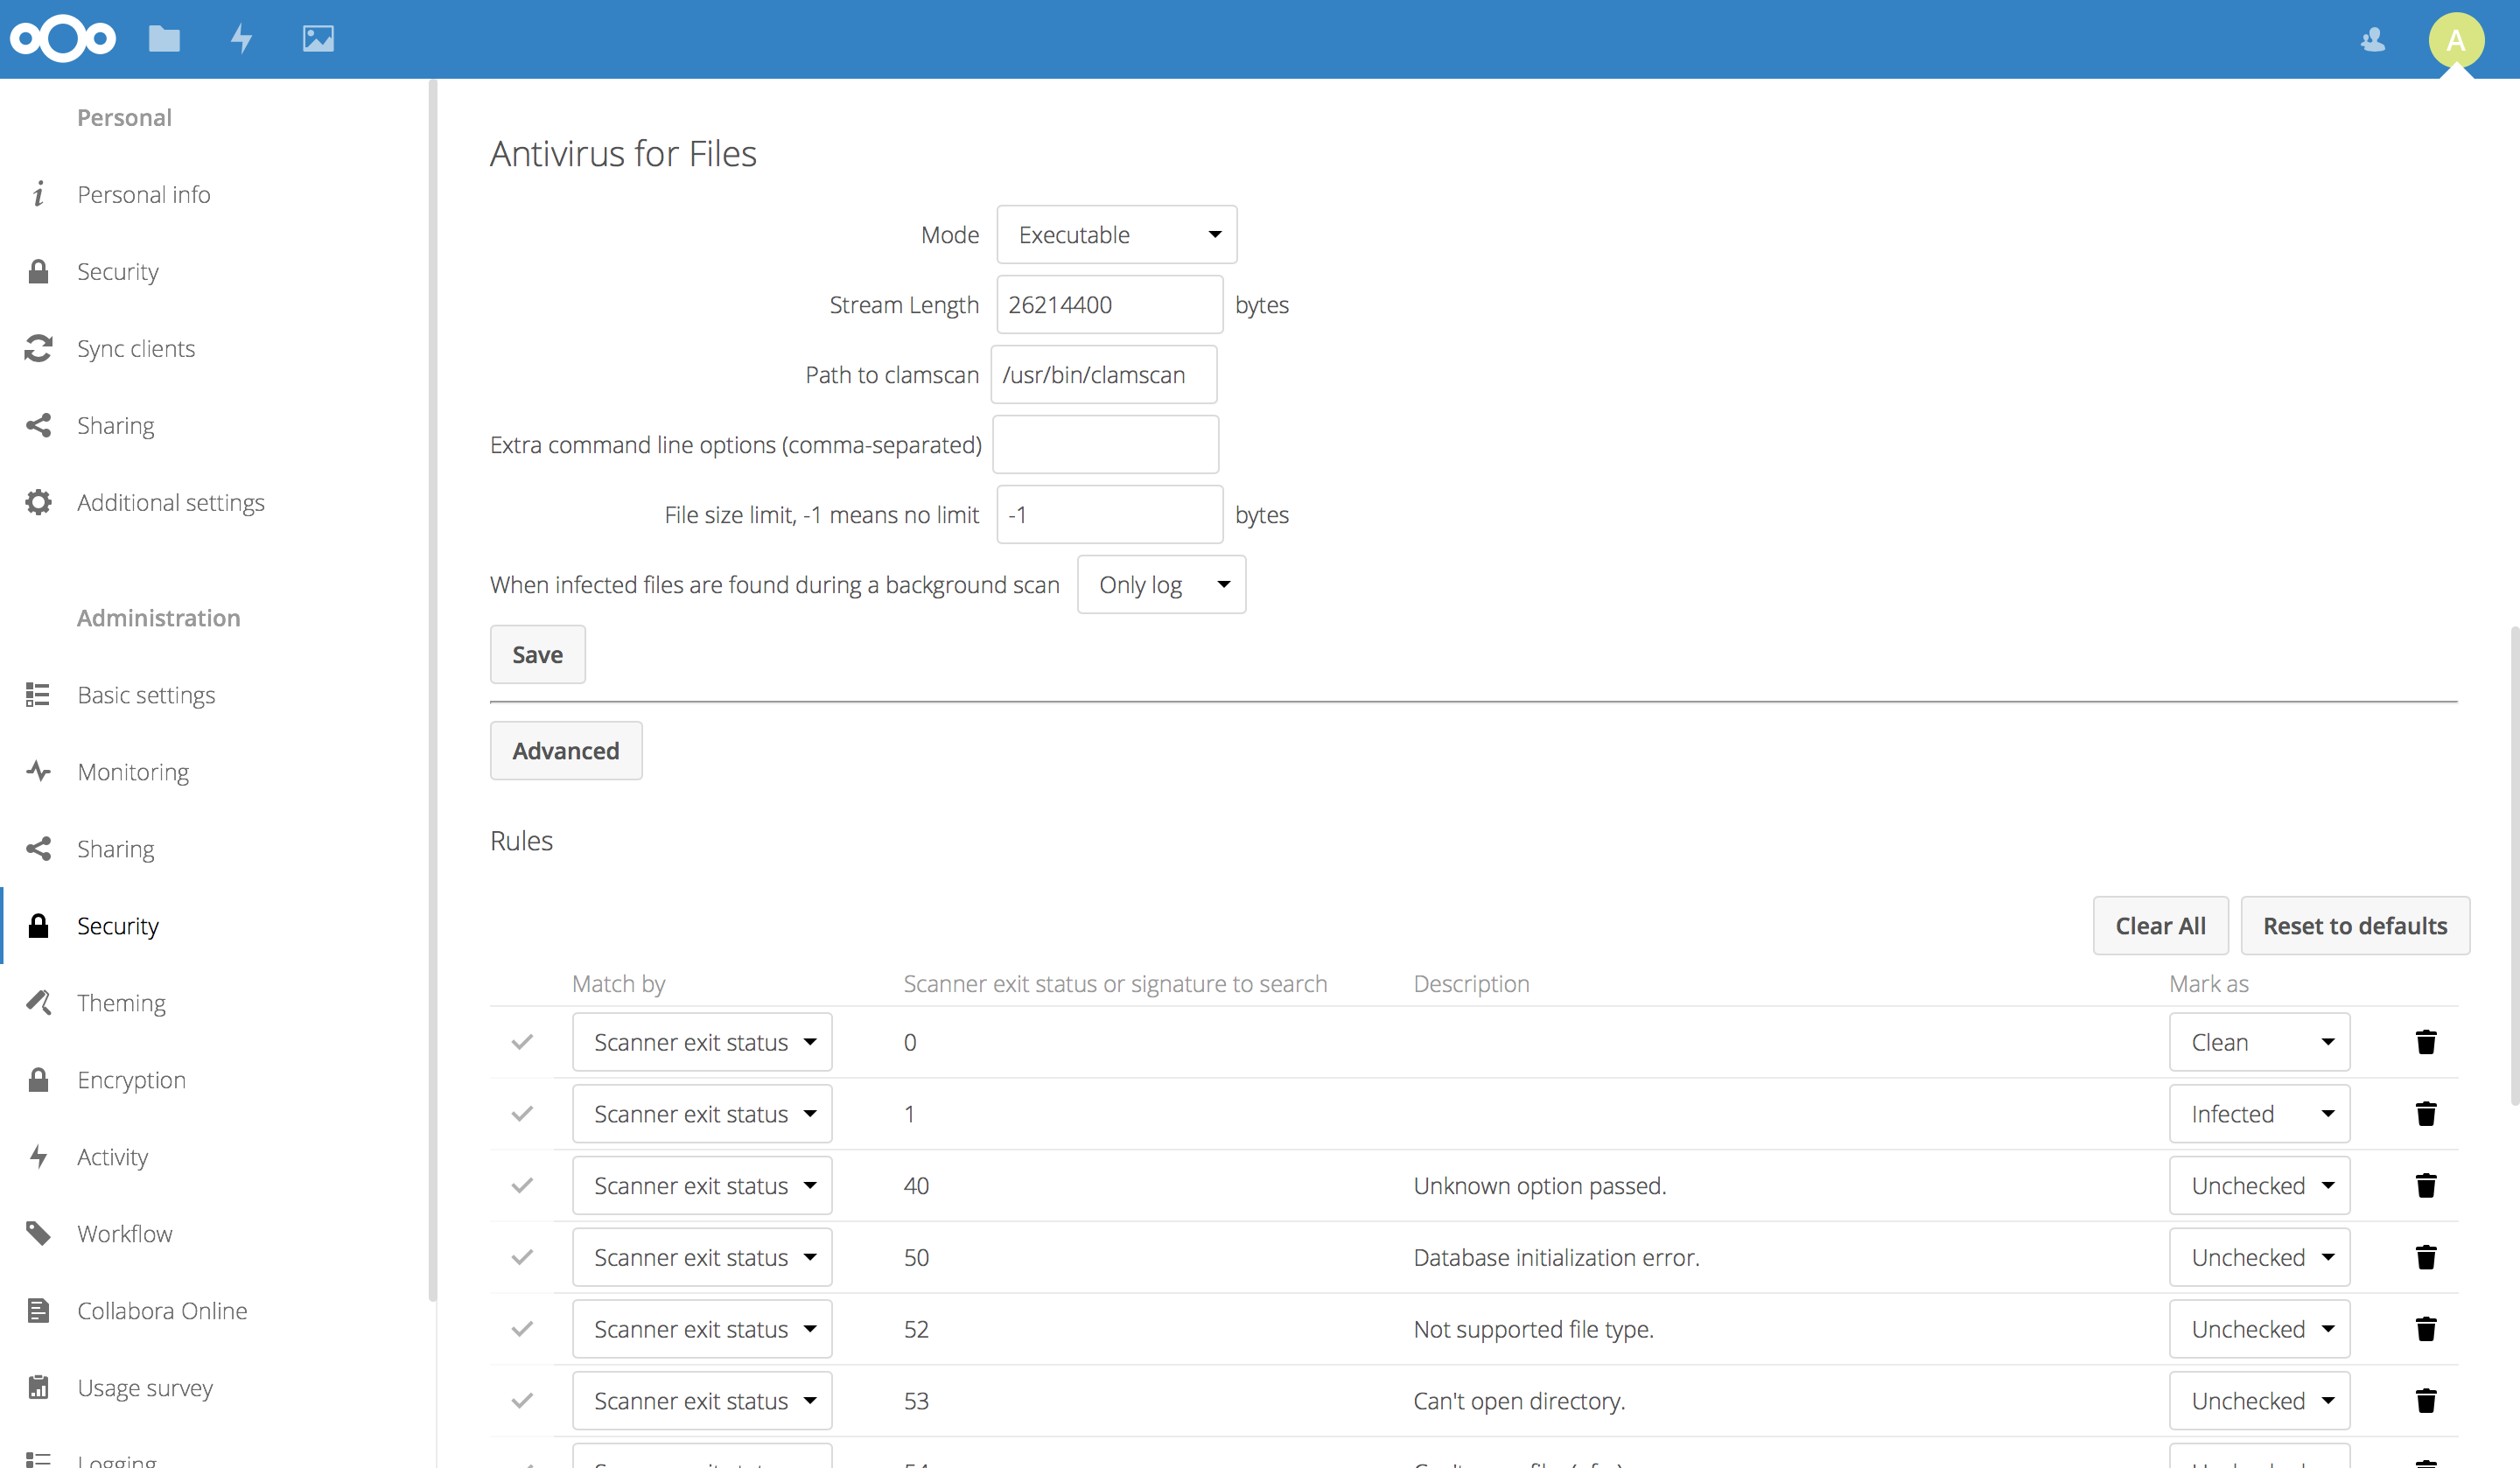 A
Personal
Personal info
Security
Sync clients
Sharing
Additional settings
Administration
Basic settings
Monitoring
Sharing
Security
Theming
Encryption
Activity
Workflow
Collabora Online
Usage survey
Logging
Antivirus for Files
Mode Executable
Stream Length 26214400 bytes
Path to clamscan /usr/bin/clamscan
Extra command line options (comma-separated)
File size limit, -1 means no limit -1 bytes
When infected files are found during a background scan Only log
Save
Advanced
Rules
Clear All Reset to defaults
Match by Scanner exit status or signature to search Description Mark as
Scanner exit status 0 Clean
Scanner exit status 1 Infected
Scanner exit status 40 Unknown option passed. Unchecked
Scanner exit status 50 Database initialization error. Unchecked
Scanner exit status 52 Not supported file type. Unchecked
Scanner exit status 53 Can't open directory. Unchecked